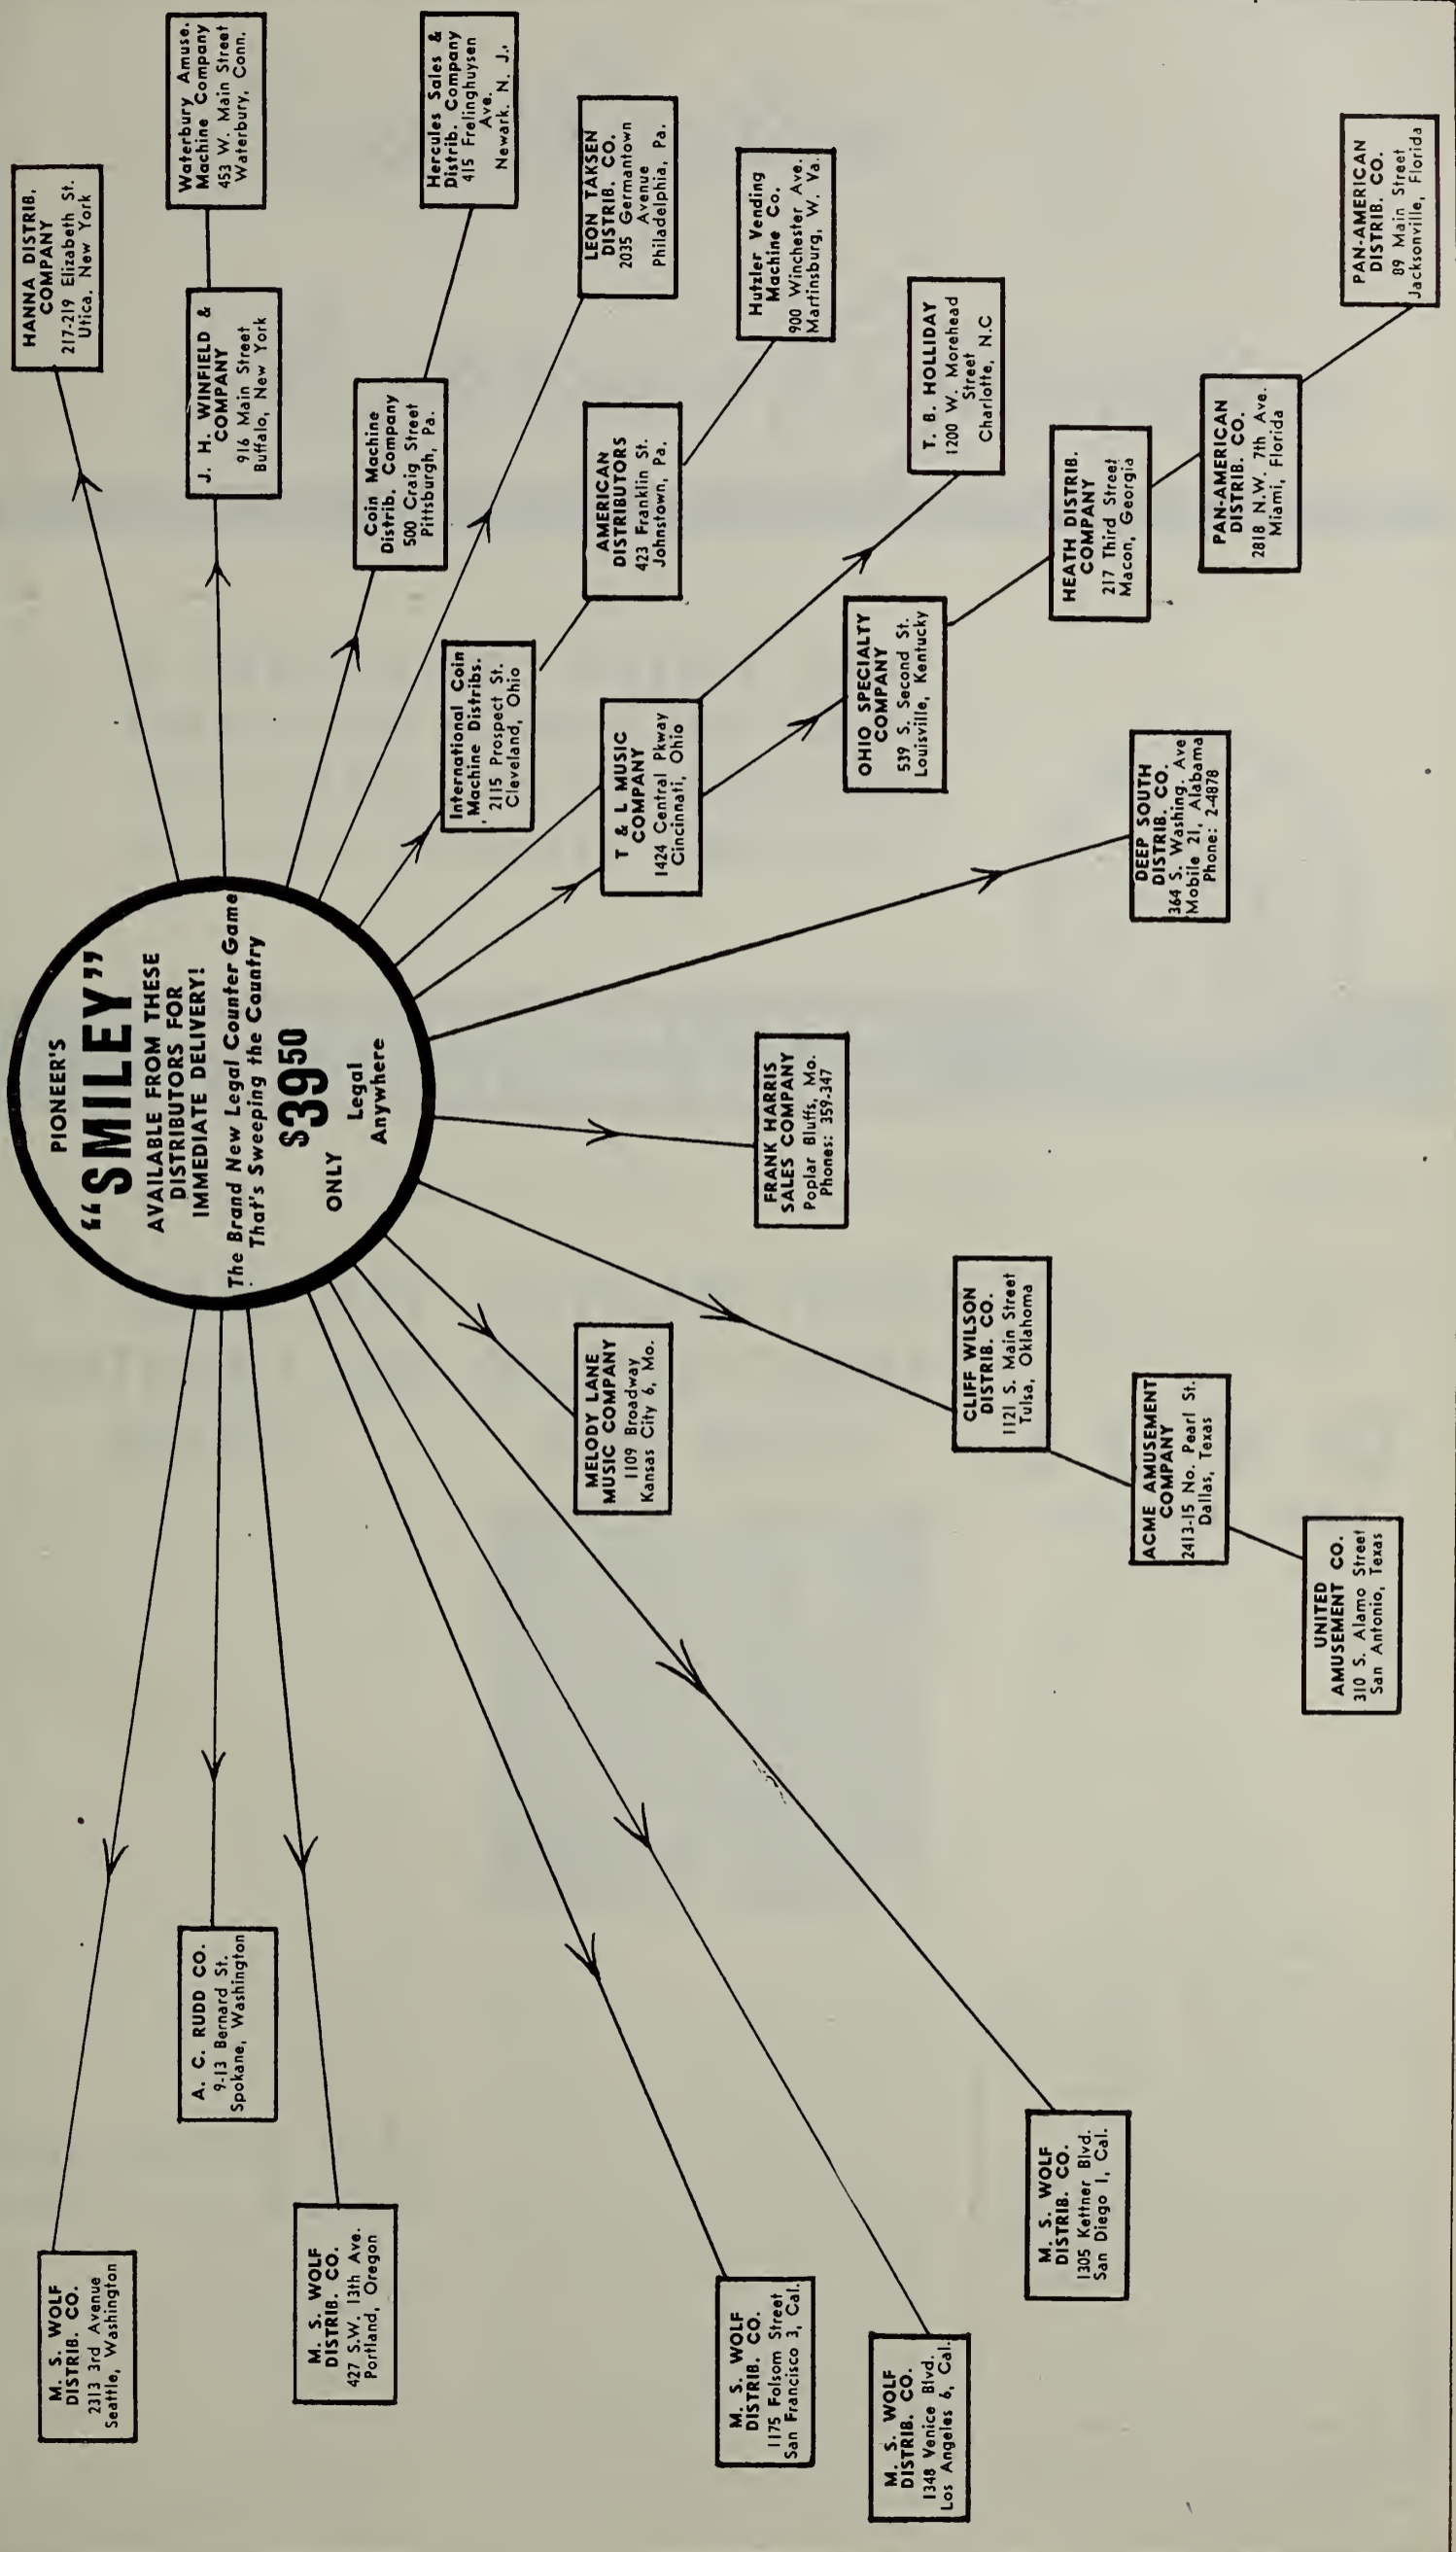 PIONEER'S
“SMILEY”
AVAILABLE FROM THESE
DISTRIBUTORS FOR
IMMEDIATE DELIVERY!
The Brand New Legal Counter Game
That's Sweeping the Country
ONLY $39⁵⁰
Legal
Anywhere
M. S. WOLF
DISTRIB. CO.
2313 3rd Avenue
Seattle, Washington
A. C. RUDD CO.
9-13 Bernard St.
Spokane, Washington
M. S. WOLF
DISTRIB. CO.
427 S.W. 13th Ave.
Portland, Oregon
M. S. WOLF
DISTRIB. CO.
1175 Folsom Street
San Francisco 3, Cal.
M. S. WOLF
DISTRIB. CO.
1348 Venice Blvd.
Los Angeles 6, Cal.
M. S. WOLF
DISTRIB. CO.
1305 Kettner Blvd.
San Diego 1, Cal.
MELODY LANE
MUSIC COMPANY
1109 Broadway
Kansas City 6, Mo.
CLIFF WILSON
DISTRIB. CO.
1121 S. Main Street
Tulsa, Oklahoma
ACME AMUSEMENT
COMPANY
2413-15 No. Pearl St.
Dallas, Texas
UNITED
AMUSEMENT CO.
310 S. Alamo Street
San Antonio, Texas
FRANK HARRIS
SALES COMPANY
Poplar Bluffs, Mo.
Phones: 359-347
DEEP SOUTH
DISTRIB. CO.
364 S. Washing. Ave
Mobile 21, Alabama
Phone: 2-4878
T & L MUSIC
COMPANY
1424 Central Pkway
Cincinnati, Ohio
OHIO SPECIALTY
COMPANY
539 S. Second St.
Louisville, Kentucky
HEATH DISTRIB.
COMPANY
217 Third Street
Macon, Georgia
PAN-AMERICAN
DISTRIB. CO.
2818 N.W. 7th Ave.
Miami, Florida
PAN-AMERICAN
DISTRIB. CO.
89 Main Street
Jacksonville, Florida
T. B. HOLLIDAY
1200 W. Morehead
Street
Charlotte, N.C
International Coin
Machine Distribs.
2115 Prospect St.
Cleveland, Ohio
AMERICAN
DISTRIBUTORS
423 Franklin St.
Johnstown, Pa.
Hutzler Vending
Machine Co.
900 Winchester Ave.
Martinsburg, W. Va.
LEON TAKSEN
DISTRIB. CO.
2035 Germantown
Avenue
Philadelphia, Pa.
Coin Machine
Distrib. Company
500 Craig Street
Pittsburgh, Pa.
Hercules Sales &
Distrib. Company
415 Frelinghuysen
Ave.
Newark, N. J.
J. H. WINFIELD &
COMPANY
916 Main Street
Buffalo, New York
Waterbury Amuse.
Machine Company
453 W. Main Street
Waterbury, Conn.
HANNA DISTRIB.
COMPANY
217-219 Elizabeth St.
Utica, New York